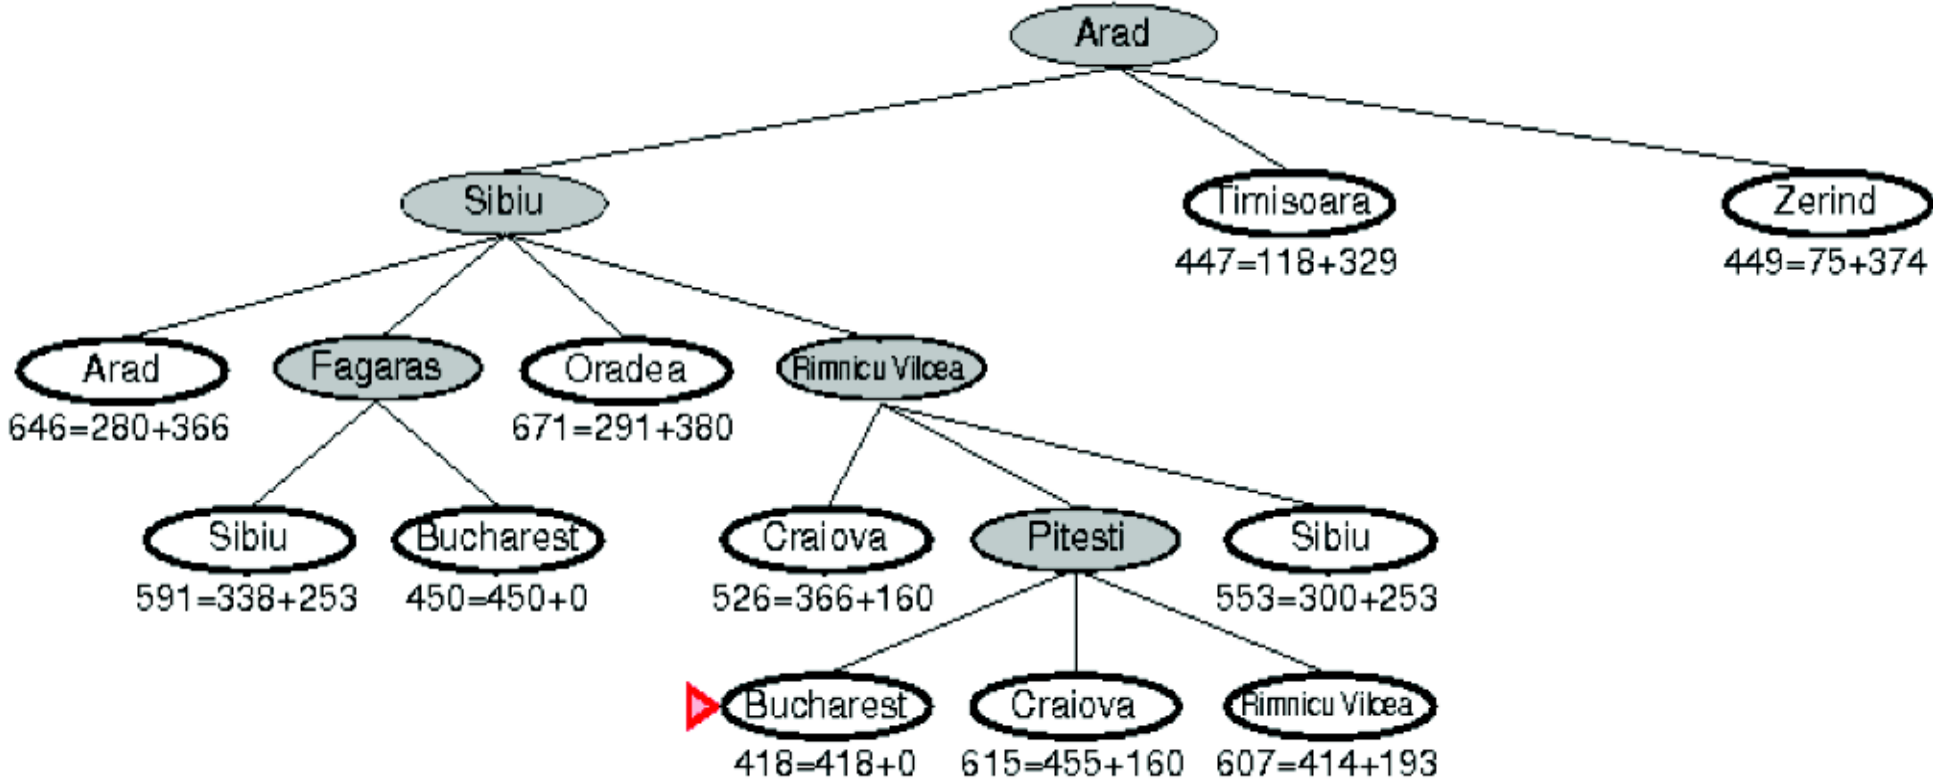 Arad
Sibiu
Timisoara
Zerind
447=118+329
449=75+374
Arad
Fagaras
Oradea
Rimnicu Vilcea
646=280+366
671=291+380
Sibiu
Bucharest
Craiova
Pitesti
Sibiu
591=338+253
450=450+0
526=366+160
553=300+253
Bucharest
Craiova
Rimnicu Vilcea
418=418+0
615=455+160
607=414+193